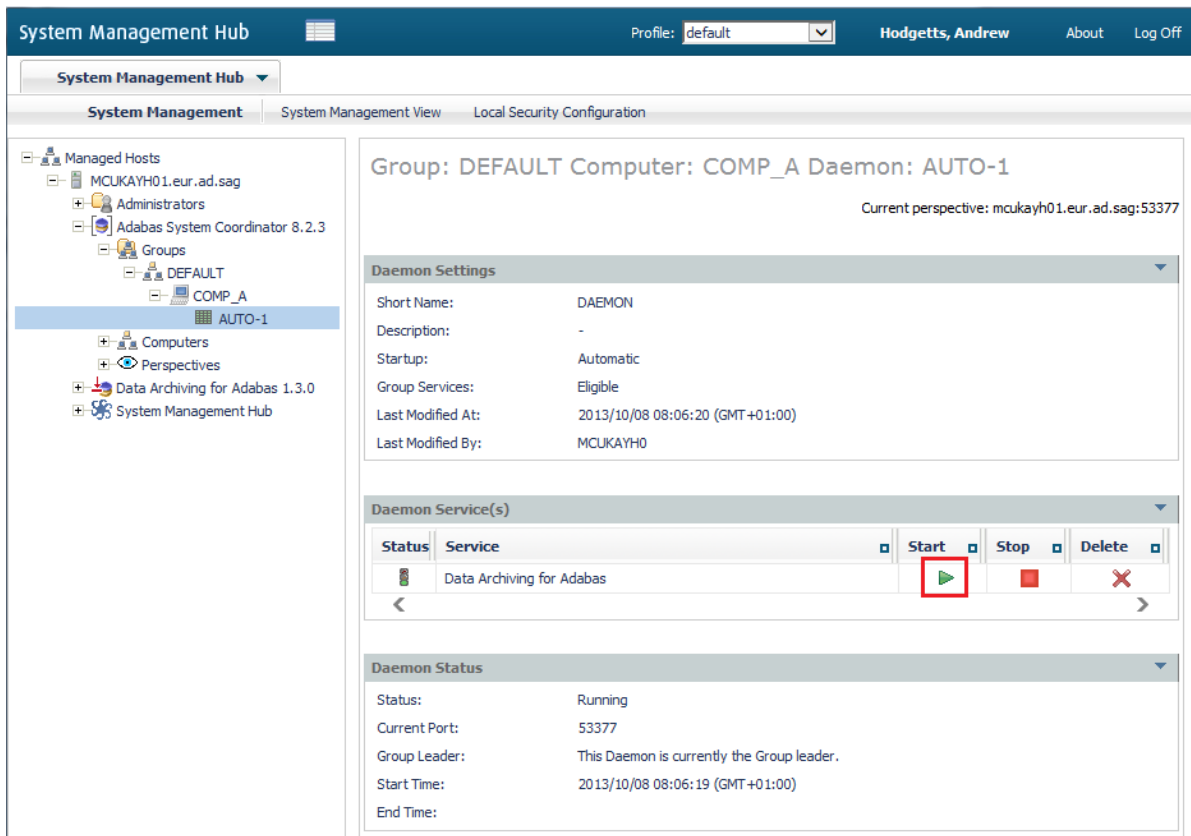 System Management Hub
Profile: default
Hodgetts, Andrew
About
Log Off
System Management Hub
System Management
System Management View
Local Security Configuration
Managed Hosts
MCUKAYH01.eur.ad.sag
Administrators
Adabas System Coordinator 8.2.3
Groups
DEFAULT
COMP_A
AUTO-1
Computers
Perspectives
Data Archiving for Adabas 1.3.0
System Management Hub
Group: DEFAULT Computer: COMP_A Daemon: AUTO-1
Current perspective: mcukayh01.eur.ad.sag:53377
Daemon Settings
Short Name: DAEMON
Description: -
Startup: Automatic
Group Services: Eligible
Last Modified At: 2013/10/08 08:06:20 (GMT+01:00)
Last Modified By: MCUKAYH0
Daemon Service(s)
Status Service Start Stop Delete
Data Archiving for Adabas
Daemon Status
Status: Running
Current Port: 53377
Group Leader: This Daemon is currently the Group leader.
Start Time: 2013/10/08 08:06:19 (GMT+01:00)
End Time: